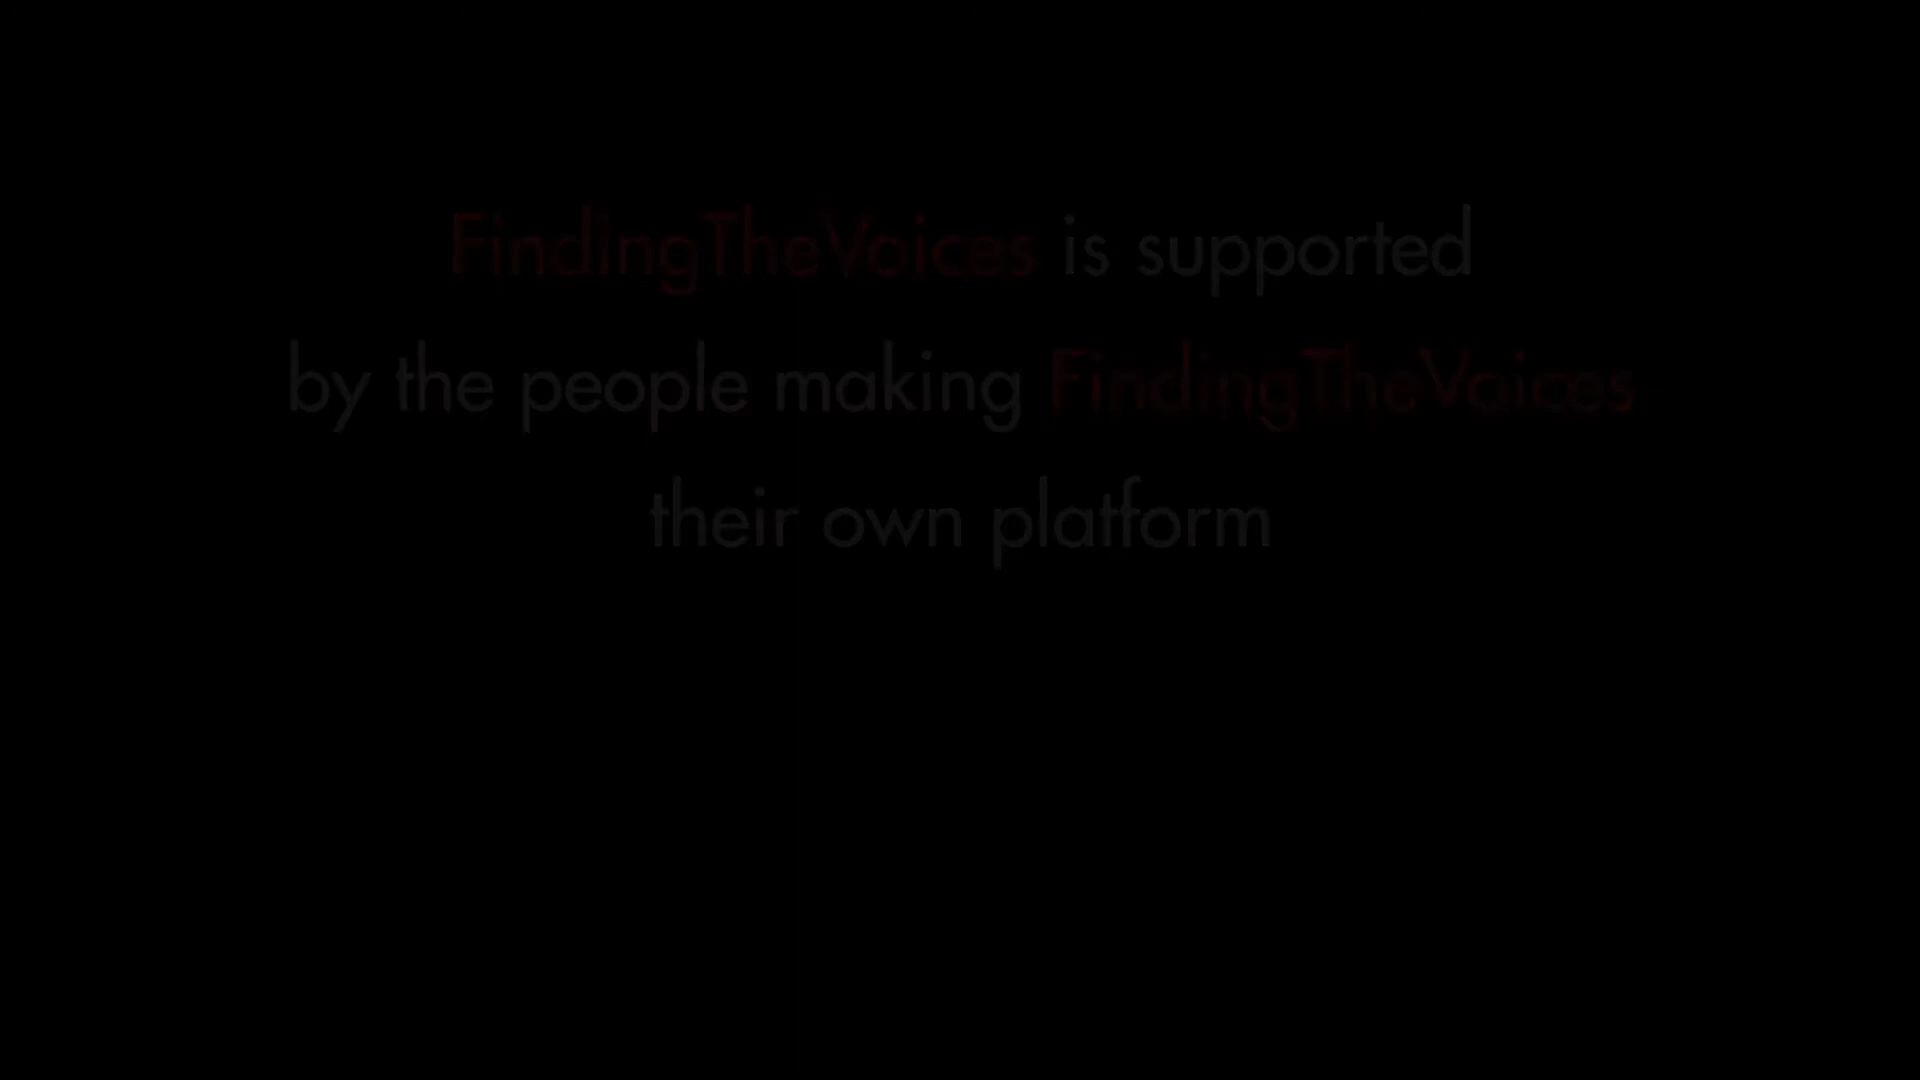 FindingTheVoices is supported
by the people making FindingTheVoices
their own platform